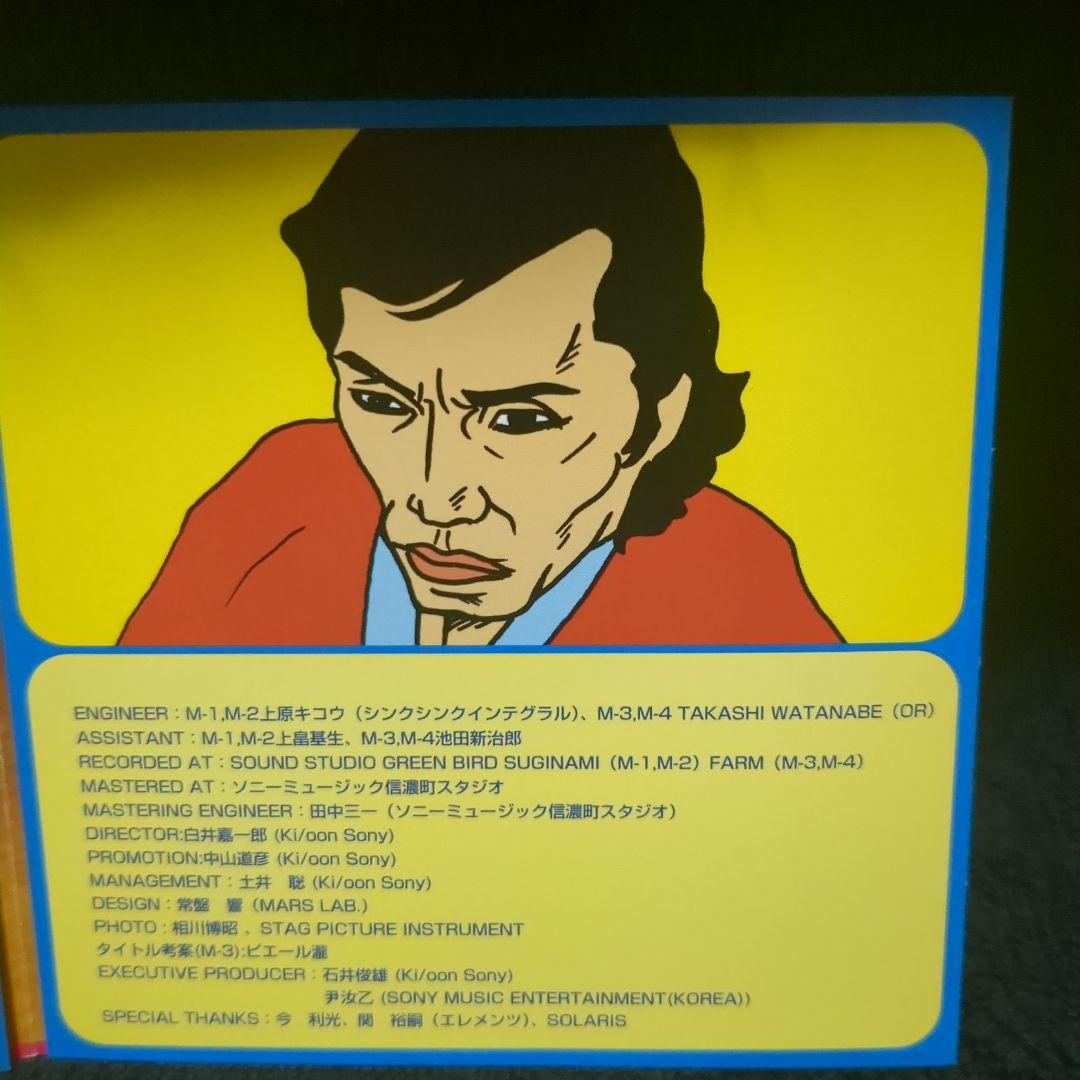 ENGINEER：M-1,M-2上原キコウ（シンクシンクインテグラル）、M-3,M-4 TAKASHI WATANABE（OR）
ASSISTANT：M-1,M-2上畠基生、M-3,M-4池田新治郎
RECORDED AT：SOUND STUDIO GREEN BIRD SUGINAMI（M-1,M-2）FARM（M-3,M-4）
MASTERED AT：ソニーミュージック信濃町スタジオ
MASTERING ENGINEER：田中三一（ソニーミュージック信濃町スタジオ）
DIRECTOR:白井嘉一郎 (Ki/oon Sony)
PROMOTION:中山道彦 (Ki/oon Sony)
MANAGEMENT：土井　聡 (Ki/oon Sony)
DESIGN：常盤　響（MARS LAB.）
PHOTO：相川博昭 、STAG PICTURE INSTRUMENT
タイトル考案(M-3):ピエール瀧
EXECUTIVE PRODUCER：石井俊雄 (Ki/oon Sony)
尹汝乙 (SONY MUSIC ENTERTAINMENT(KOREA))
SPECIAL THANKS：今　利光、関　裕嗣（エレメンツ）、SOLARIS